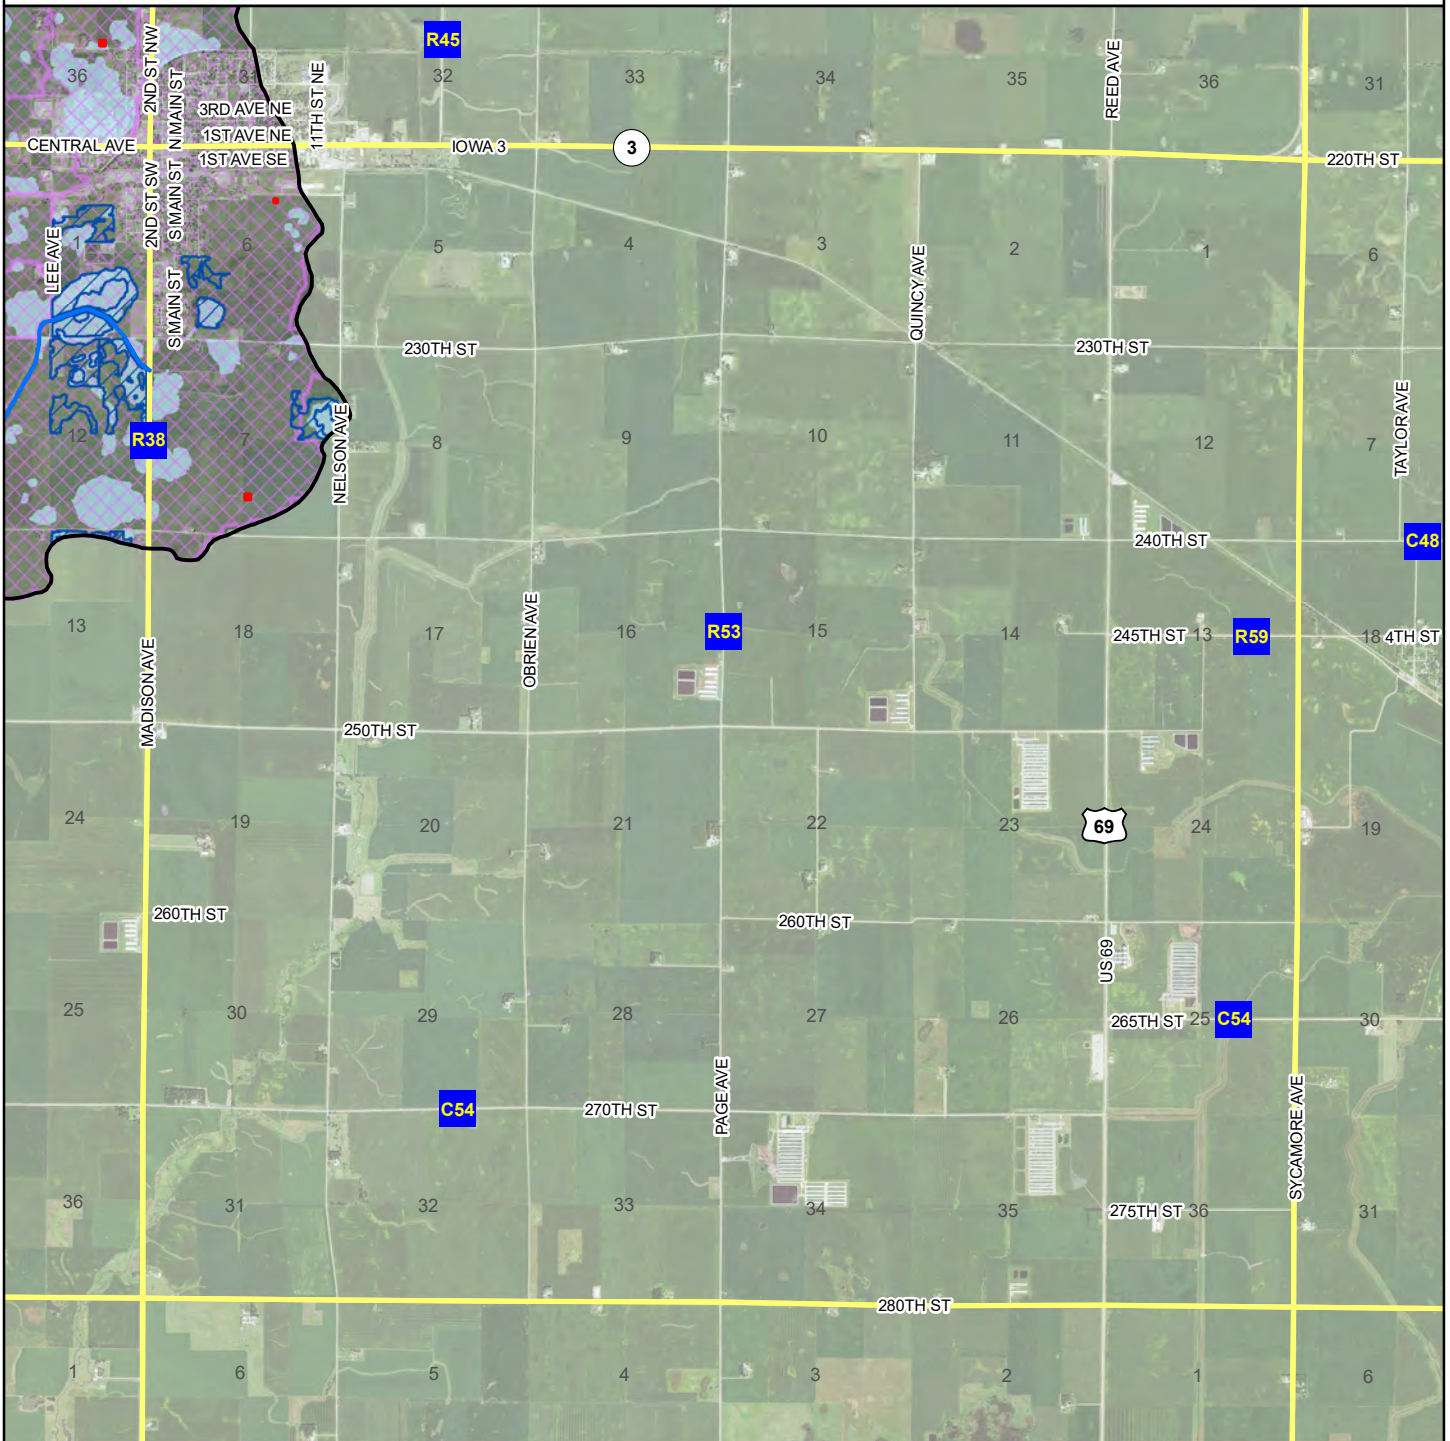 R45
2ND ST NW
N MAIN ST
11TH ST NE
REED AVE
36
31
32
33
34
35
36
31
3RD AVE NE
1ST AVE NE
CENTRAL AVE
IOWA 3
3
1ST AVE SE
220TH ST
2ND ST SW
S MAIN ST
LEE AVE
1
6
5
4
3
2
1
6
QUINCY AVE
S MAIN ST
230TH ST
230TH ST
TAYLOR AVE
NELSON AVE
12
R38
7
8
9
10
11
12
7
240TH ST
C48
OBRIEN AVE
13
18
17
16
R53
15
14
245TH ST
13
R59
18
4TH ST
MADISON AVE
250TH ST
24
19
20
21
22
23
69
24
19
260TH ST
260TH ST
US 69
25
30
29
28
27
26
265TH ST
25
C54
30
C54
270TH ST
PAGE AVE
SYCAMORE AVE
36
31
32
33
34
35
275TH ST
36
31
280TH ST
1
6
5
4
3
2
1
6